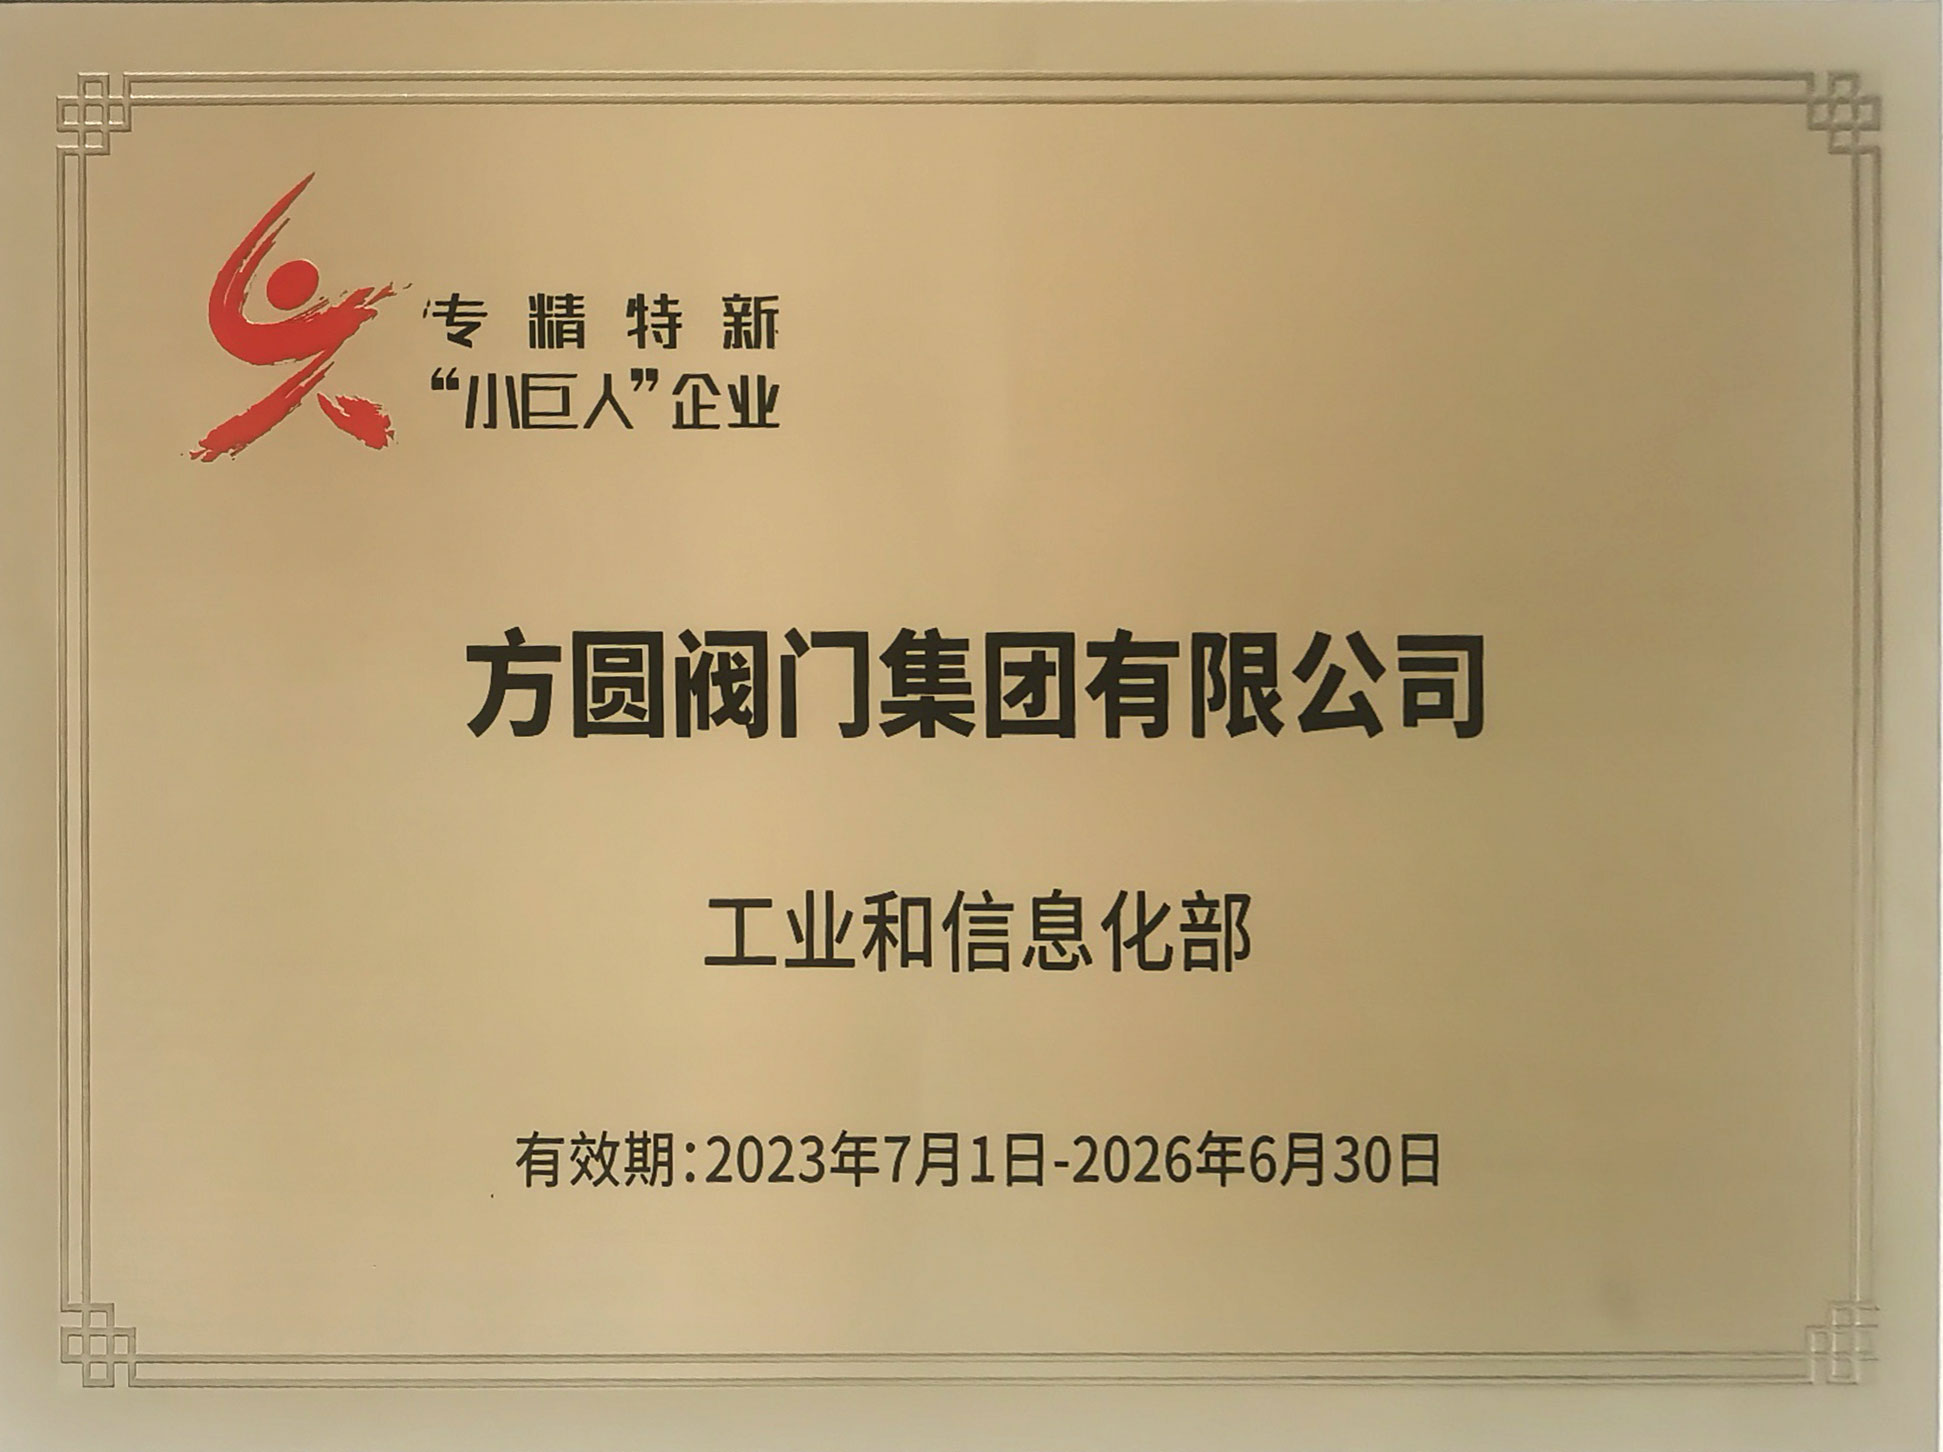 专精特新
“小巨人”企业
方圆阀门集团有限公司
工业和信息化部
有效期:2023年7月1日-2026年6月30日